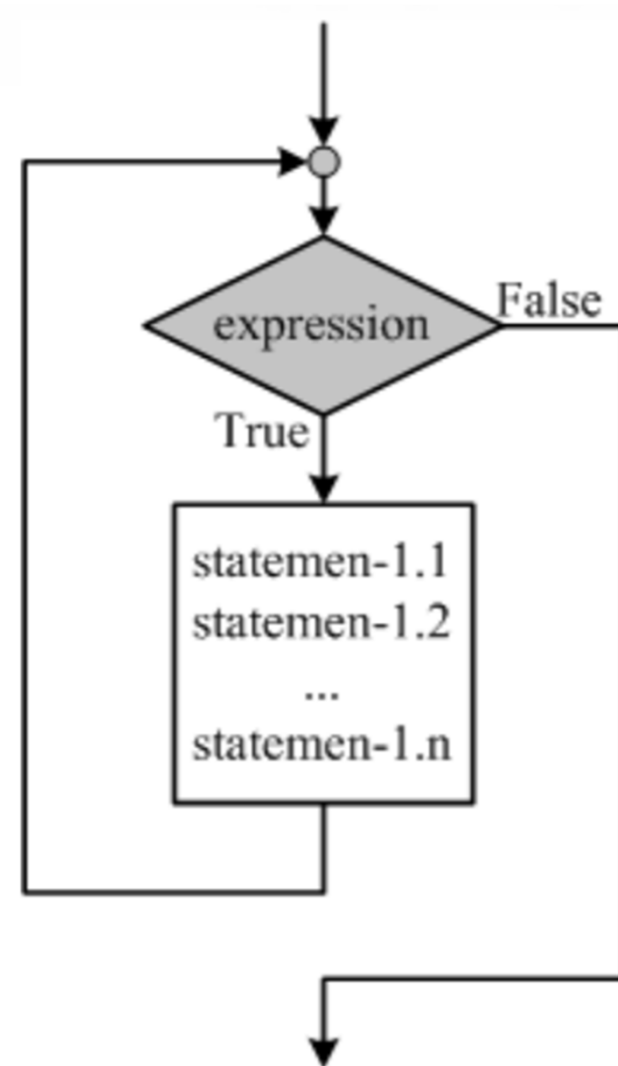 expression
False
True
statemen-1.1
statemen-1.2
...
statemen-1.n